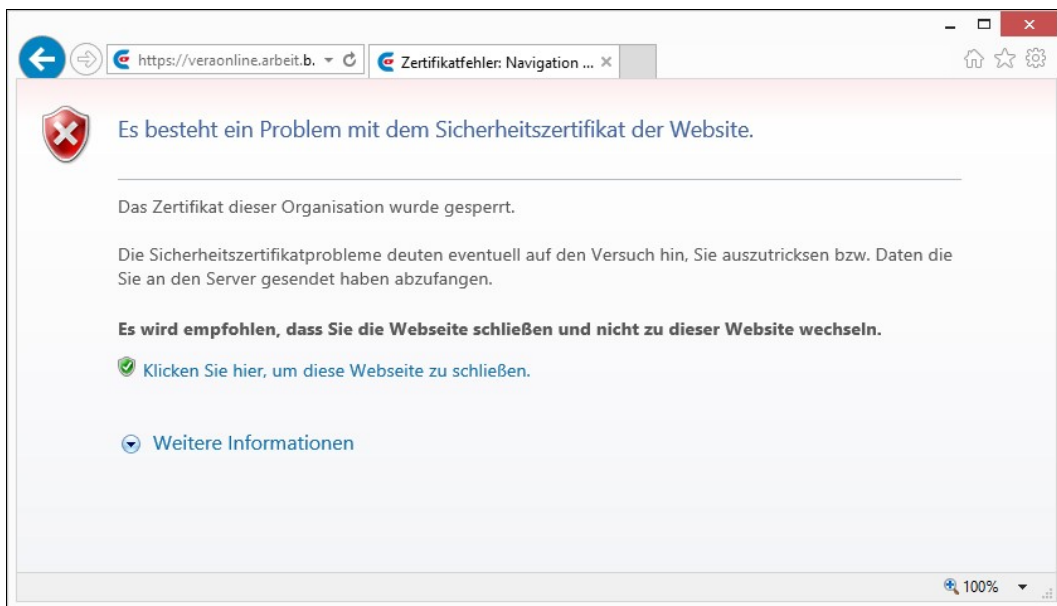 https://veraonline.arbeit.b.
Zertifikatfehler: Navigation ...
Es besteht ein Problem mit dem Sicherheitszertifikat der Website.
Das Zertifikat dieser Organisation wurde gesperrt.
Die Sicherheitszertifikatprobleme deuten eventuell auf den Versuch hin, Sie auszutricksen bzw. Daten die
Sie an den Server gesendet haben abzufangen.
Es wird empfohlen, dass Sie die Webseite schließen und nicht zu dieser Website wechseln.
Klicken Sie hier, um diese Webseite zu schließen.
Weitere Informationen
100%